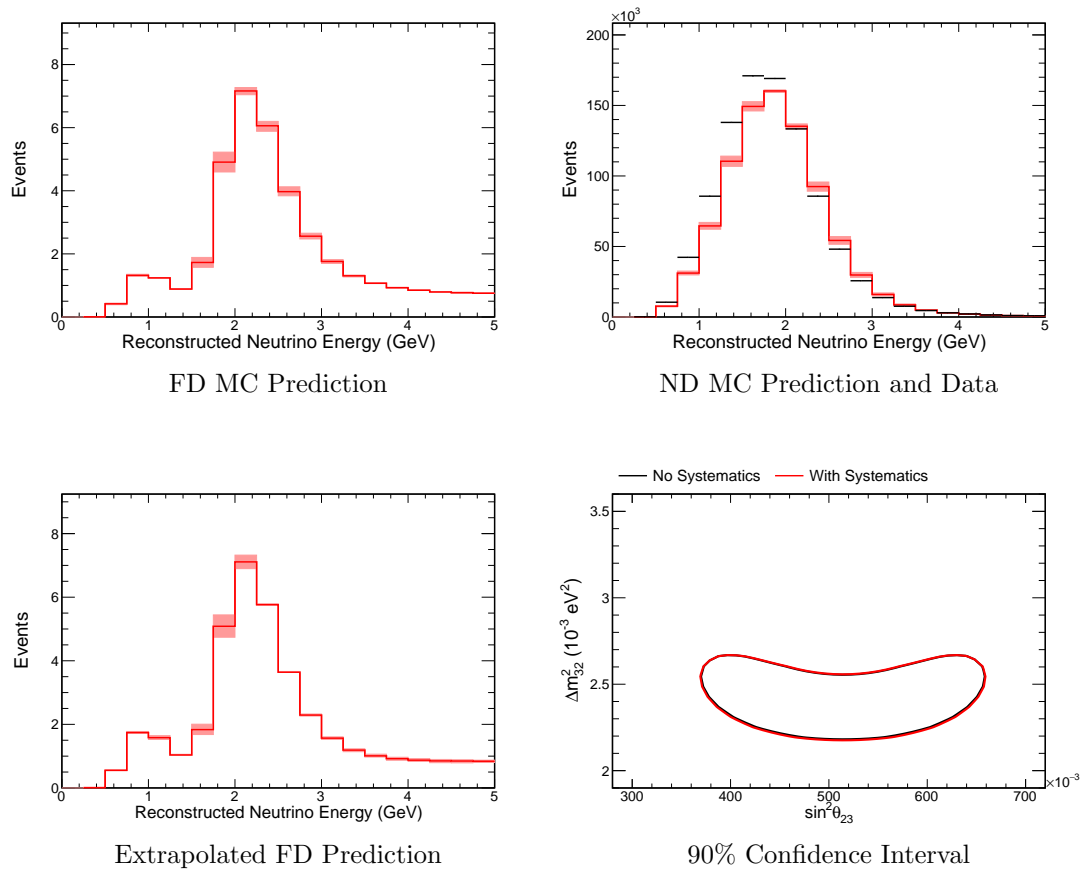 Events
8
6
4
2
0
0 1 2 3 4 5
Reconstructed Neutrino Energy (GeV)
FD MC Prediction
×10³
Events
200
150
100
50
0
0 1 2 3 4 5
Reconstructed Neutrino Energy (GeV)
ND MC Prediction and Data
Events
8
6
4
2
0
0 1 2 3 4 5
Reconstructed Neutrino Energy (GeV)
Extrapolated FD Prediction
No Systematics With Systematics
Δm²₃₂ (10⁻³ eV²)
3.5
3
2.5
2
300 400 500 600 700
×10⁻³
sin²θ₂₃
90% Confidence Interval